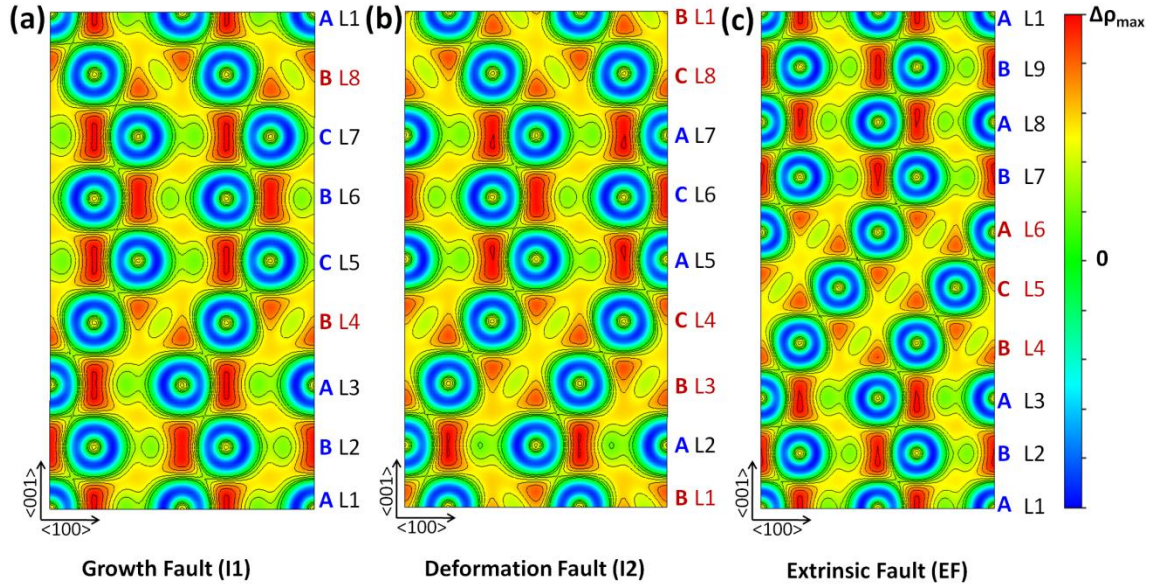 (a)
A L1
B L8
C L7
B L6
C L5
B L4
A L3
B L2
A L1
<001>
<100>
Growth Fault (I1)
(b)
B L1
C L8
A L7
C L6
A L5
C L4
B L3
A L2
B L1
<001>
<100>
Deformation Fault (I2)
(c)
A L1
B L9
A L8
B L7
A L6
C L5
B L4
A L3
B L2
A L1
<001>
<100>
Extrinsic Fault (EF)
Δρmax
0